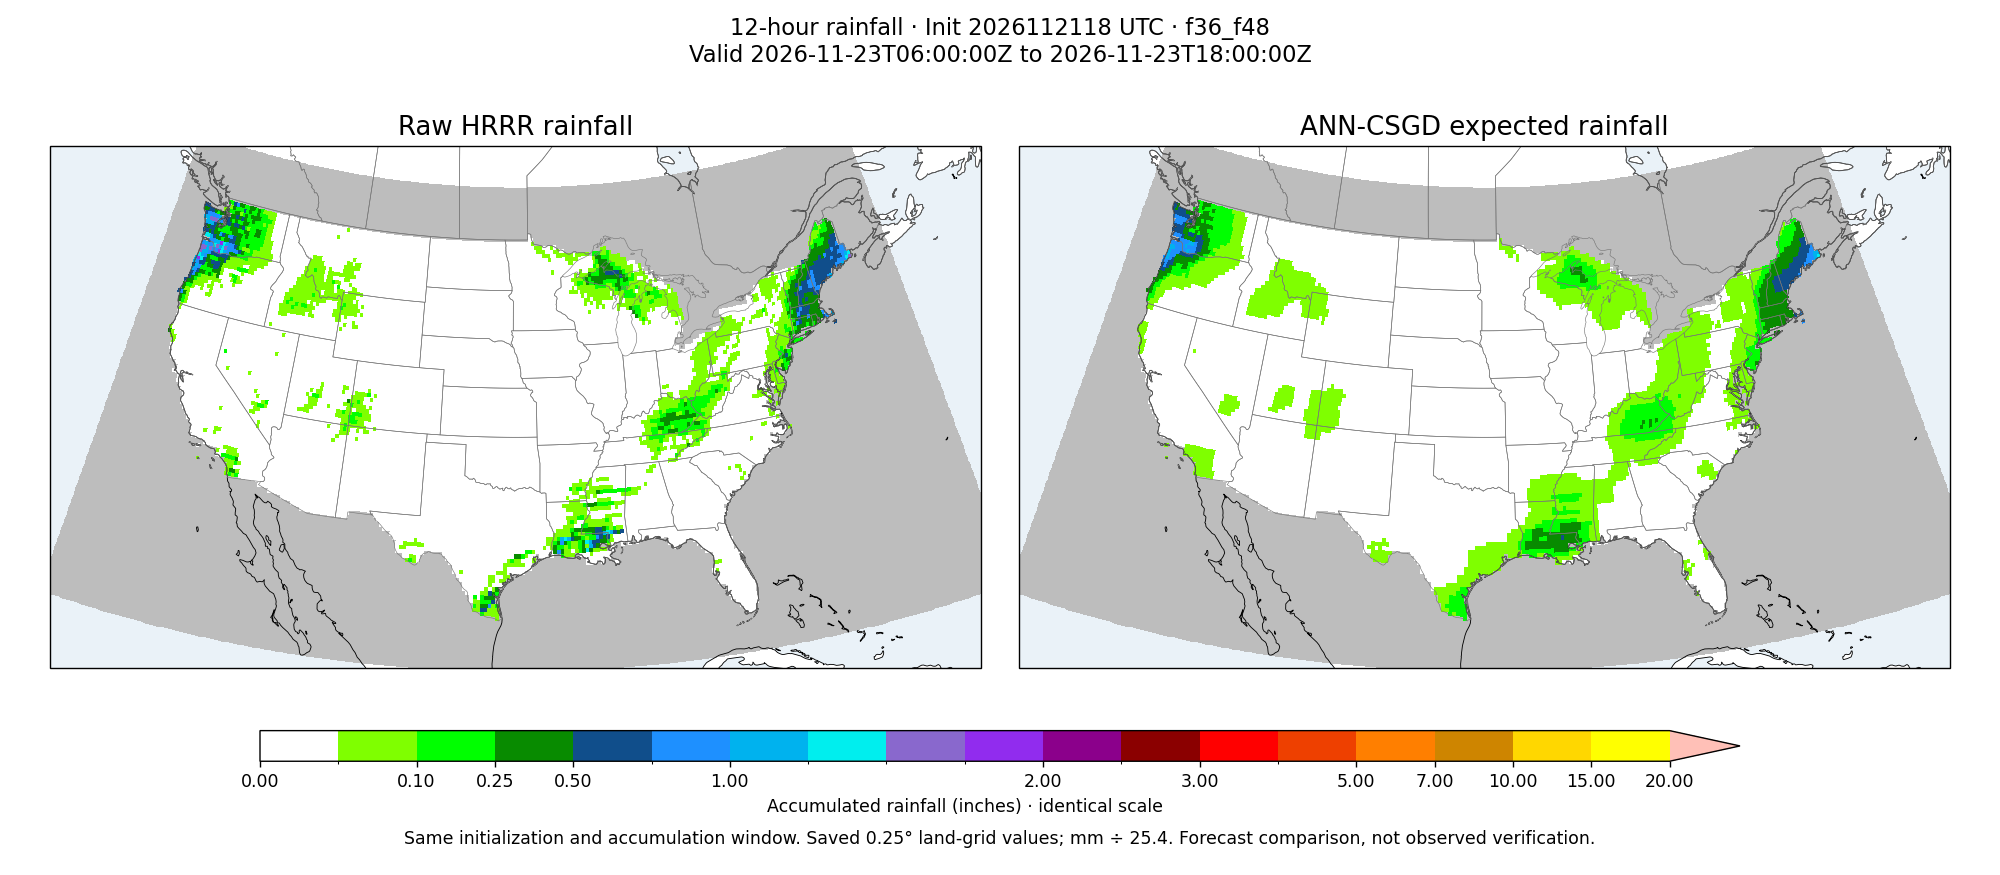 12-hour rainfall · Init 2026112118 UTC · f36_f48
Valid 2026-11-23T06:00:00Z to 2026-11-23T18:00:00Z
Raw HRRR rainfall
ANN-CSGD expected rainfall
0.00 0.10 0.25 0.50 1.00 2.00 3.00 5.00 7.00 10.00 15.00 20.00
Accumulated rainfall (inches) · identical scale
Same initialization and accumulation window. Saved 0.25° land-grid values; mm ÷ 25.4. Forecast comparison, not observed verification.